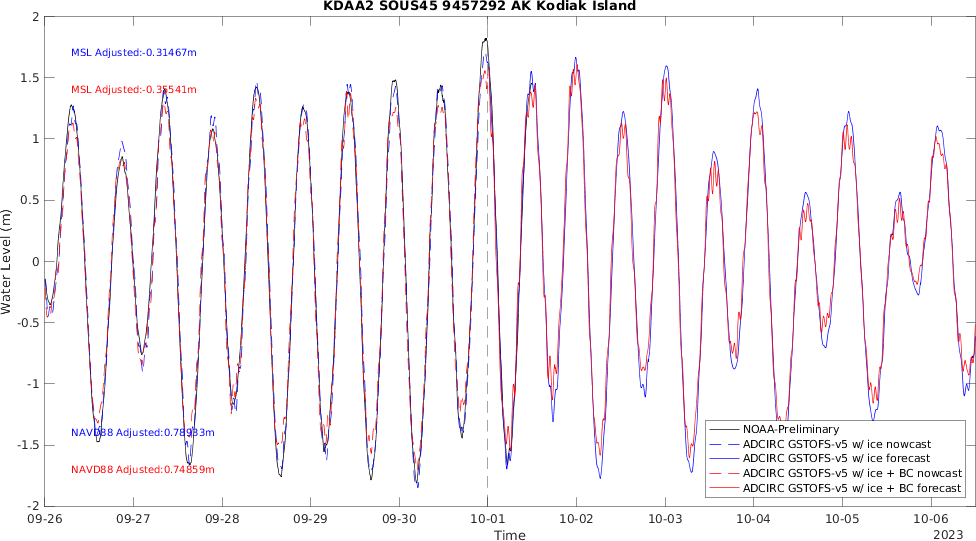 KDAA2 SOUS45 9457292 AK Kodiak Island
2
1.5
1
0.5
0
-0.5
-1
-1.5
-2
Water Level (m)
MSL Adjusted:-0.31467m
MSL Adjusted:-0.35541m
NAVD88 Adjusted:0.78933m
NAVD88 Adjusted:0.74859m
NOAA-Preliminary
ADCIRC GSTOFS-v5 w/ ice nowcast
ADCIRC GSTOFS-v5 w/ ice forecast
ADCIRC GSTOFS-v5 w/ ice + BC nowcast
ADCIRC GSTOFS-v5 w/ ice + BC forecast
09-26 09-27 09-28 09-29 09-30 10-01 10-02 10-03 10-04 10-05 10-06
Time
2023